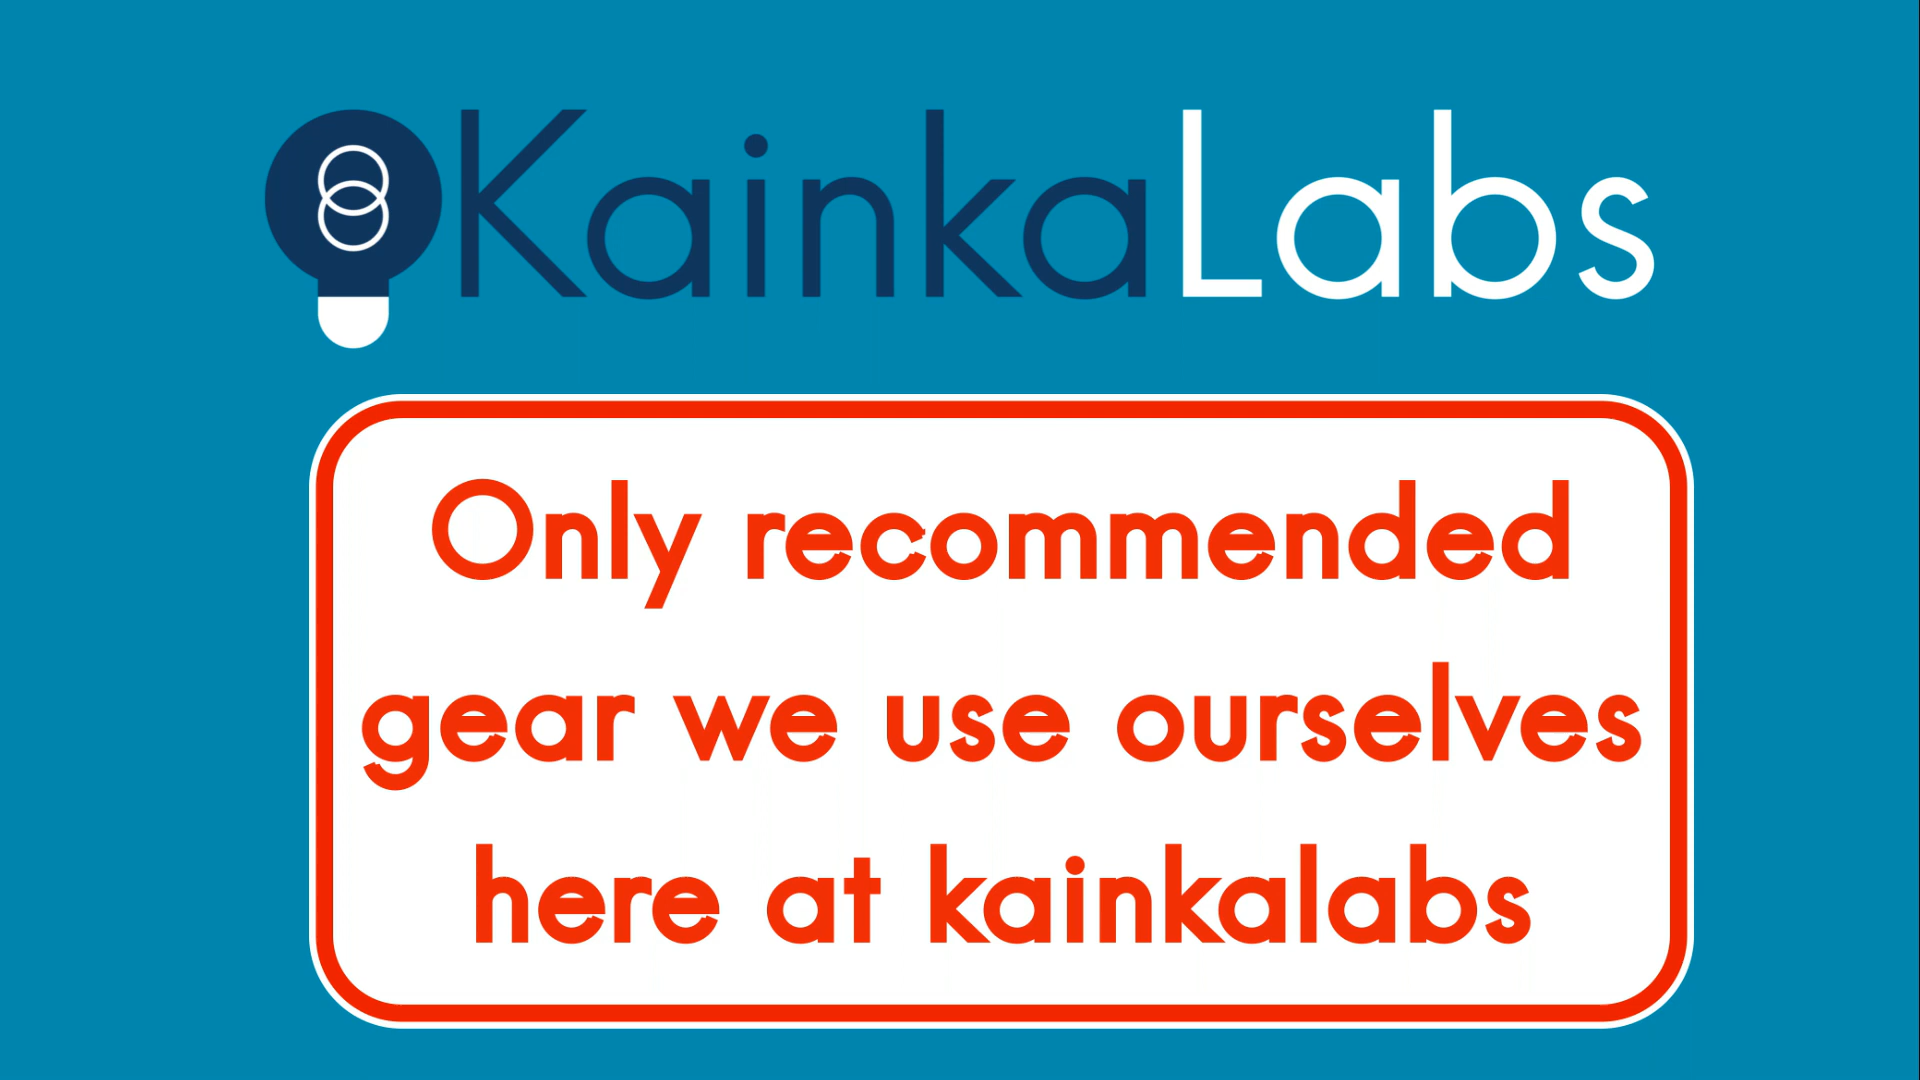 KainkaLabs
Only recommended
gear we use ourselves
here at kainkalabs